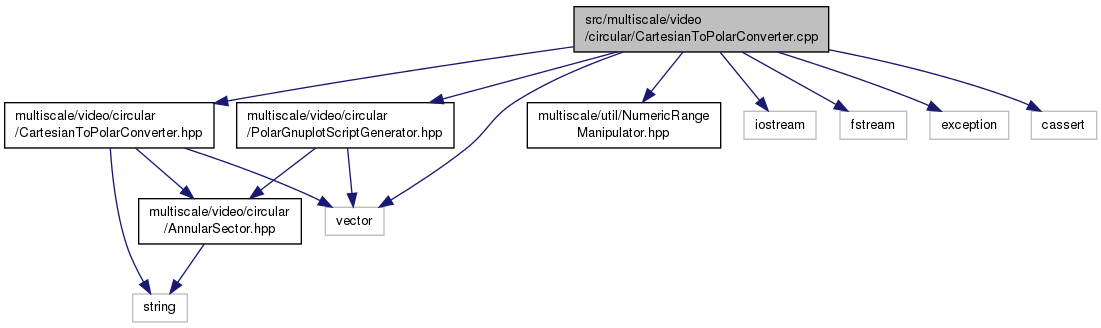 src/multiscale/video
/circular/CartesianToPolarConverter.cpp
multiscale/video/circular
/CartesianToPolarConverter.hpp
multiscale/video/circular
/PolarGnuplotScriptGenerator.hpp
multiscale/util/NumericRange
Manipulator.hpp
iostream
fstream
exception
cassert
multiscale/video/circular
/AnnularSector.hpp
vector
string